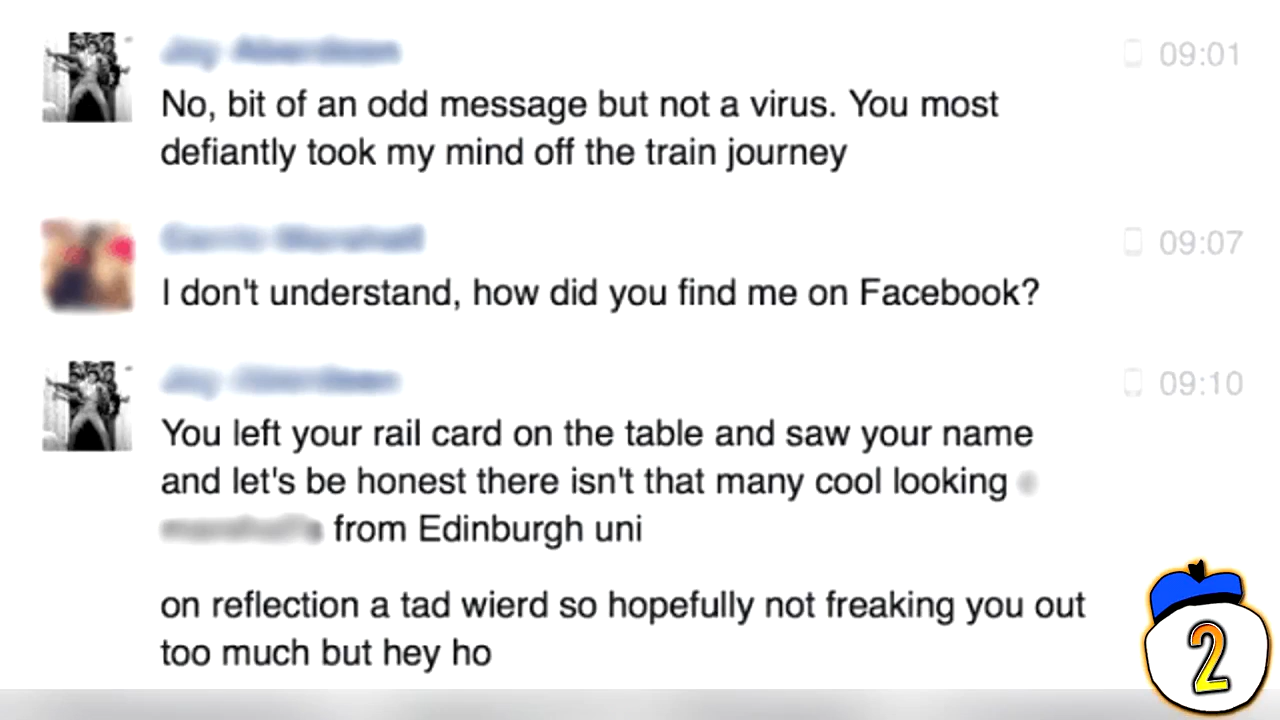 09:01
No, bit of an odd message but not a virus. You most
defiantly took my mind off the train journey
09:07
I don't understand, how did you find me on Facebook?
09:10
You left your rail card on the table and saw your name
and let's be honest there isn't that many cool looking
from Edinburgh uni
on reflection a tad wierd so hopefully not freaking you out
too much but hey ho
2